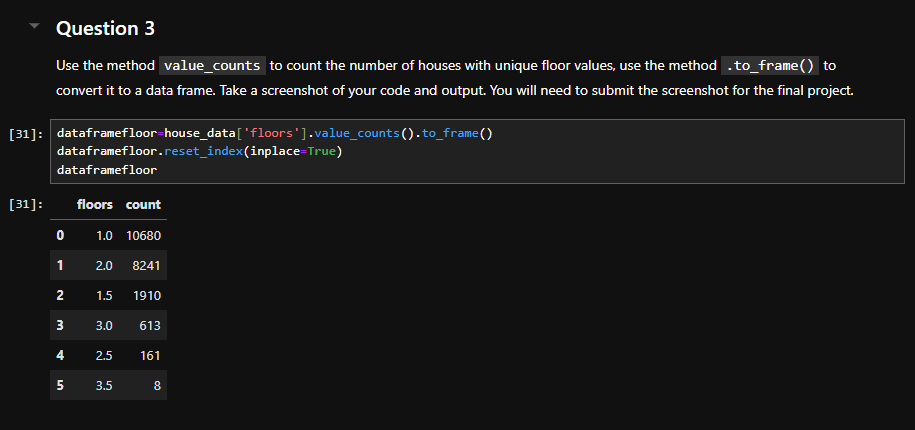 Question 3
Use the method value_counts to count the number of houses with unique floor values, use the method .to_frame() to
convert it to a data frame. Take a screenshot of your code and output. You will need to submit the screenshot for the final project.
[31]: dataframefloor=house_data['floors'].value_counts().to_frame()
dataframefloor.reset_index(inplace=True)
dataframefloor
[31]: floors count
0 1.0 10680
1 2.0 8241
2 1.5 1910
3 3.0 613
4 2.5 161
5 3.5 8